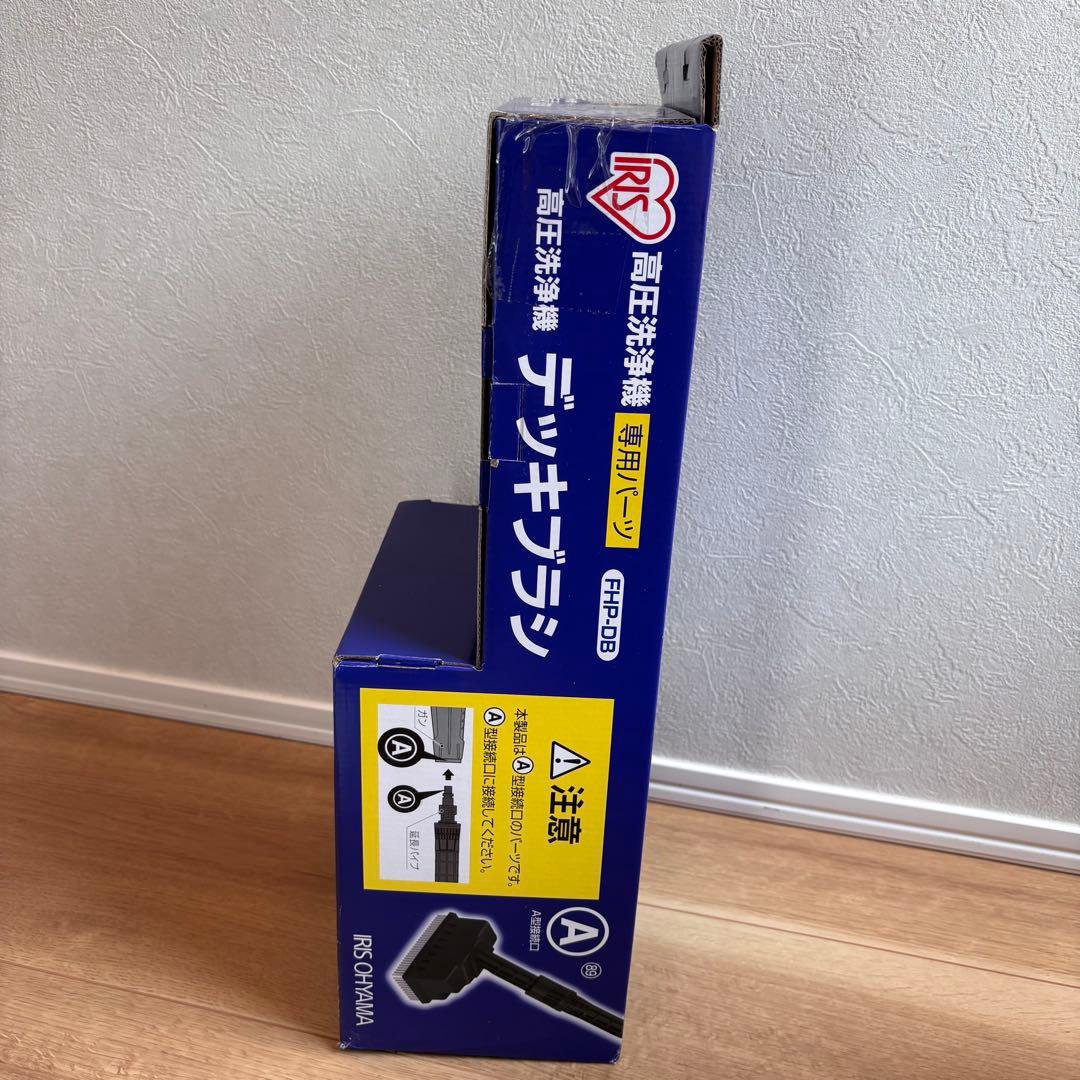 IRIS
高圧洗浄機 専用パーツ FHP-DB
高圧洗浄機 デッキブラシ
注意
本製品はⒶ型接続口のパーツです。
Ⓐ型接続口に接続してください。
ガン
A
A
延長パイプ
A
A型接続口
89
IRIS OHYAMA